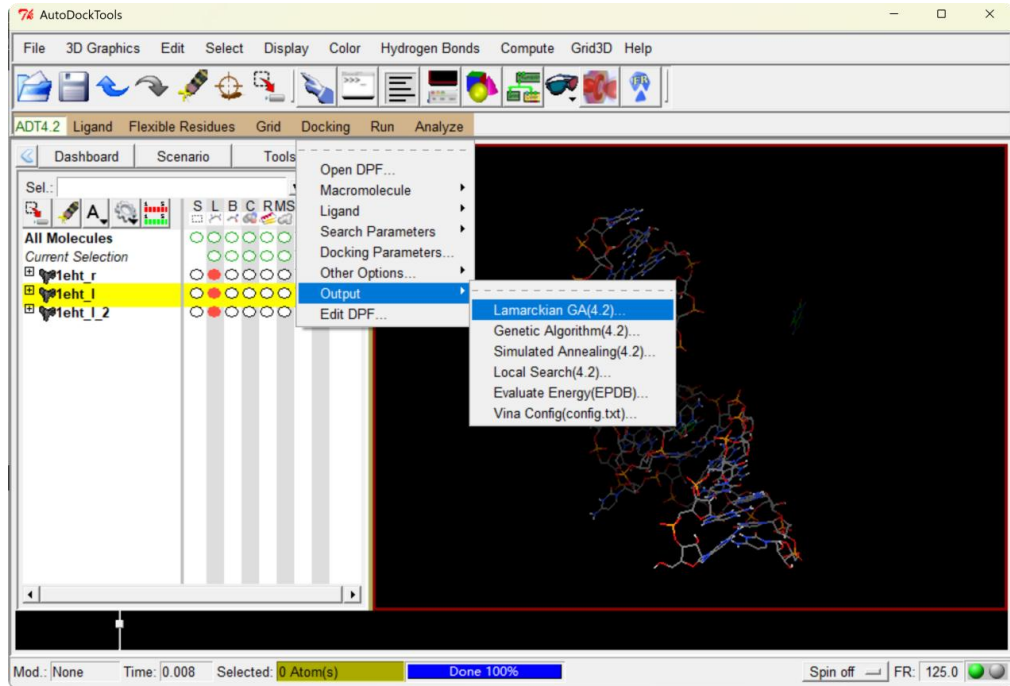 AutoDockTools
File 3D Graphics Edit Select Display Color Hydrogen Bonds Compute Grid3D Help
ADT4.2 Ligand Flexible Residues Grid Docking Run Analyze
Dashboard Scenario Tools
Sel.:
S L B C R MS
All Molecules
Current Selection
1eht_r
1eht_l
1eht_l_2
Open DPF...
Macromolecule
Ligand
Search Parameters
Docking Parameters...
Other Options...
Output
Edit DPF...
Lamarckian GA(4.2)...
Genetic Algorithm(4.2)...
Simulated Annealing(4.2)...
Local Search(4.2)...
Evaluate Energy(EPDB)...
Vina Config(config.txt)...
Mod.: None Time: 0.008 Selected: 0 Atom(s) Done 100% Spin off FR: 125.0